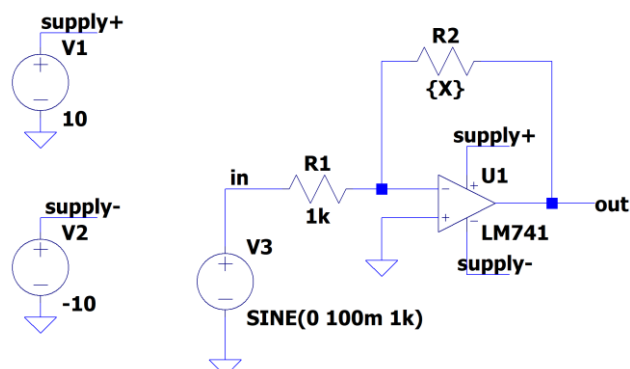 supply+
V1
+
−
10
supply-
V2
+
−
-10
in
R1
1k
V3
+
−
SINE(0 100m 1k)
R2
{X}
supply+
U1
+
−
+
−
LM741
supply-
out